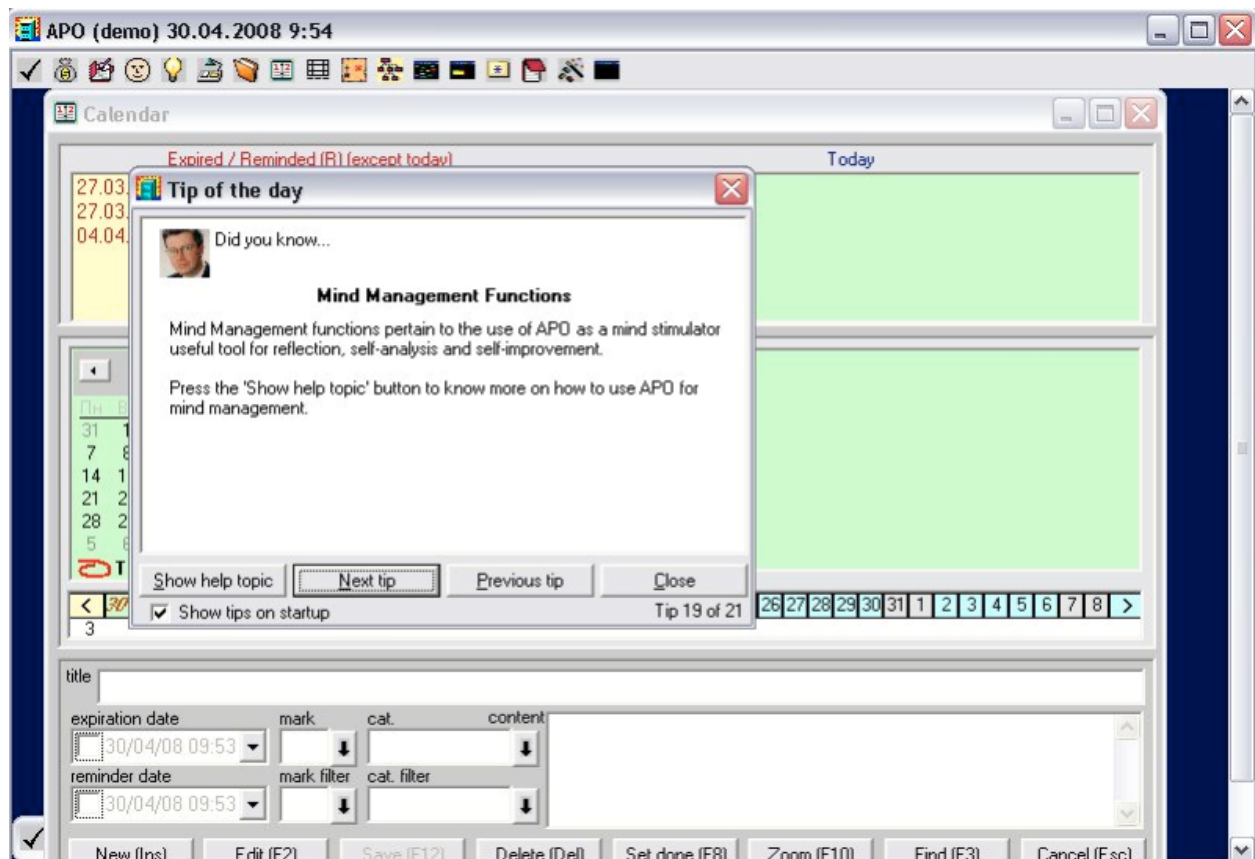 APO (demo) 30.04.2008 9:54
Calendar
Expired / Reminded (R) (except today)
Today
27.03.
27.03.
04.04.
Tip of the day
Did you know...
Mind Management Functions
Mind Management functions pertain to the use of APO as a mind stimulator
useful tool for reflection, self-analysis and self-improvement.
Press the 'Show help topic' button to know more on how to use APO for
mind management.
Show help topic
Next tip
Previous tip
Close
Show tips on startup
Tip 19 of 21
Пн
31
7
14
21
28
5
T
< 30
26 27 28 29 30 31 1 2 3 4 5 6 7 8 >
3
title
expiration date mark cat. content
30/04/08 09:53
reminder date mark filter cat. filter
30/04/08 09:53
New (Ins) Edit (F2) Save (F12) Delete (Del) Set done (F8) Zoom (F10) Find (F3) Cancel (Esc)